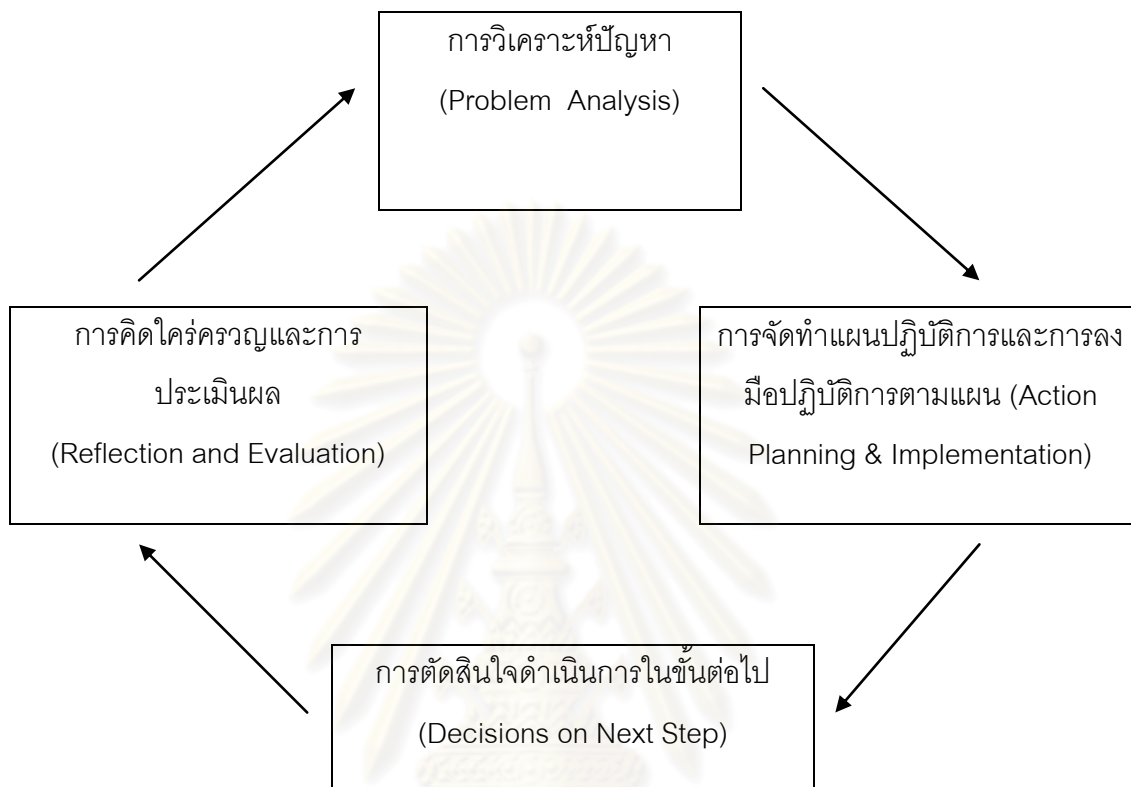 การวิเคราะห์ปัญหา
(Problem Analysis)
การคิดใคร่ครวญและการ
ประเมินผล
(Reflection and Evaluation)
การจัดทำแผนปฏิบัติการและการลง
มือปฏิบัติการตามแผน (Action
Planning & Implementation)
การตัดสินใจดำเนินการในขั้นต่อไป
(Decisions on Next Step)